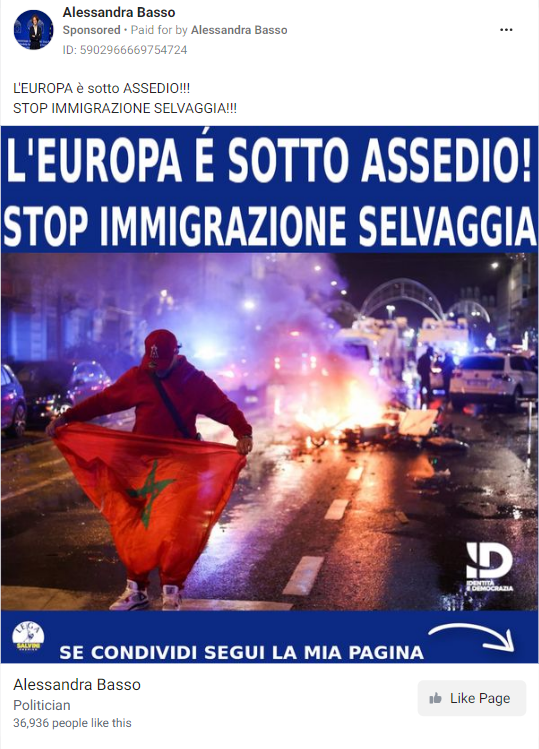 Alessandra Basso
Sponsored • Paid for by Alessandra Basso
ID: 5902966669754724
L'EUROPA è sotto ASSEDIO!!!
STOP IMMIGRAZIONE SELVAGGIA!!!
L'EUROPA É SOTTO ASSEDIO!
STOP IMMIGRAZIONE SELVAGGIA
A
ID
IDENTITÀ
E DEMOCRAZIA
LEGA
SALVINI
PREMIER
SE CONDIVIDI SEGUI LA MIA PAGINA
Alessandra Basso
Politician
36,936 people like this
Like Page